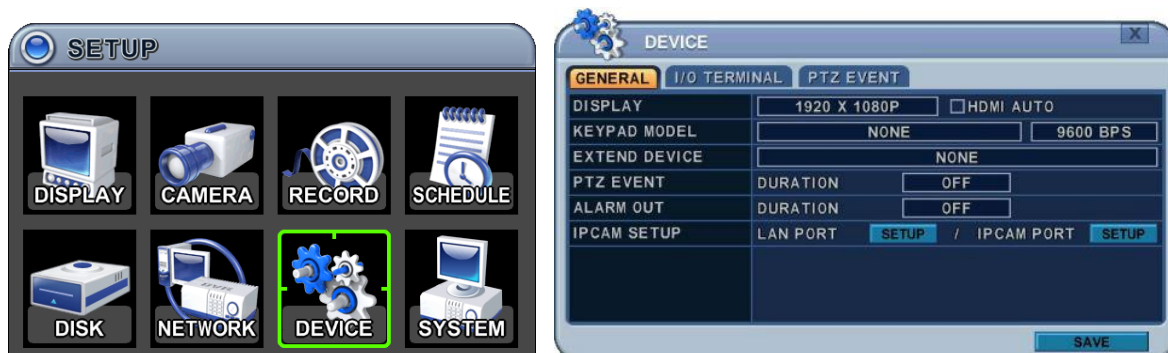 SETUP
DISPLAY CAMERA RECORD SCHEDULE
DISK NETWORK DEVICE SYSTEM
DEVICE X
GENERAL I/O TERMINAL PTZ EVENT
DISPLAY 1920 X 1080P HDMI AUTO
KEYPAD MODEL NONE 9600 BPS
EXTEND DEVICE NONE
PTZ EVENT DURATION OFF
ALARM OUT DURATION OFF
IPCAM SETUP LAN PORT SETUP / IPCAM PORT SETUP
SAVE